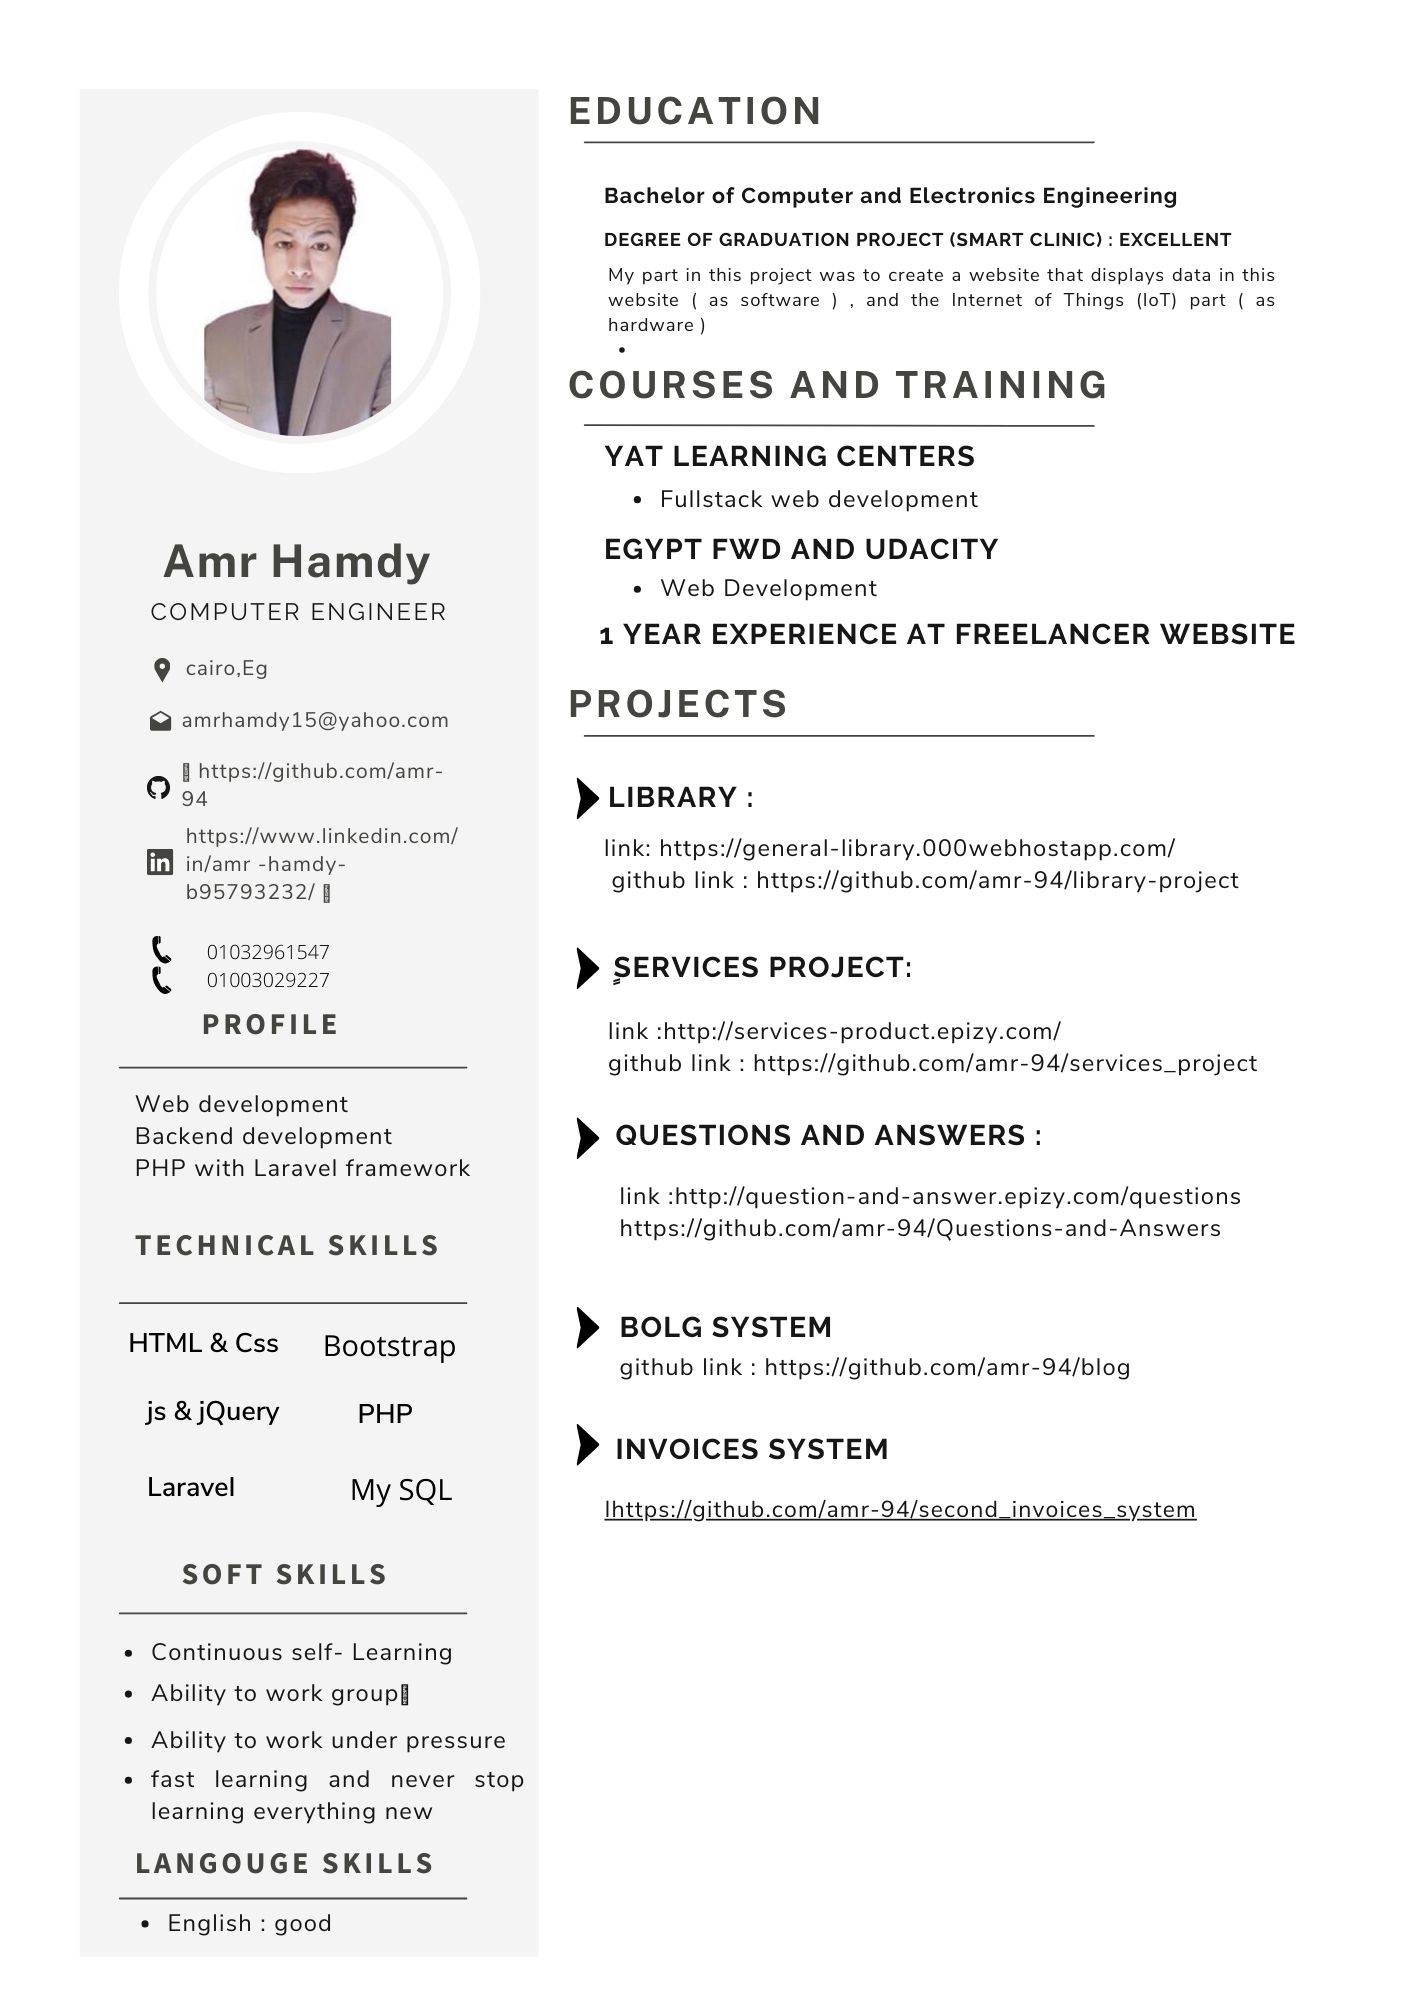 Amr Hamdy
COMPUTER ENGINEER
cairo,Eg
amrhamdy15@yahoo.com
https://github.com/amr-
94
https://www.linkedin.com/
in/amr -hamdy-
b95793232/
01032961547
01003029227
PROFILE
Web development
Backend development
PHP with Laravel framework
TECHNICAL SKILLS
HTML & Css Bootstrap
js & jQuery PHP
Laravel My SQL
SOFT SKILLS
• Continuous self- Learning
• Ability to work group
• Ability to work under pressure
• fast learning and never stop
learning everything new
LANGOUGE SKILLS
• English : good
EDUCATION
Bachelor of Computer and Electronics Engineering
DEGREE OF GRADUATION PROJECT (SMART CLINIC) : EXCELLENT
My part in this project was to create a website that displays data in this
website ( as software ) , and the Internet of Things (IoT) part ( as
hardware )
•
COURSES AND TRAINING
YAT LEARNING CENTERS
• Fullstack web development
EGYPT FWD AND UDACITY
• Web Development
1 YEAR EXPERIENCE AT FREELANCER WEBSITE
PROJECTS
LIBRARY :
link: https://general-library.000webhostapp.com/
github link : https://github.com/amr-94/library-project
SERVICES PROJECT:
link :http://services-product.epizy.com/
github link : https://github.com/amr-94/services_project
QUESTIONS AND ANSWERS :
link :http://question-and-answer.epizy.com/questions
https://github.com/amr-94/Questions-and-Answers
BOLG SYSTEM
github link : https://github.com/amr-94/blog
INVOICES SYSTEM
lhttps://github.com/amr-94/second_invoices_system